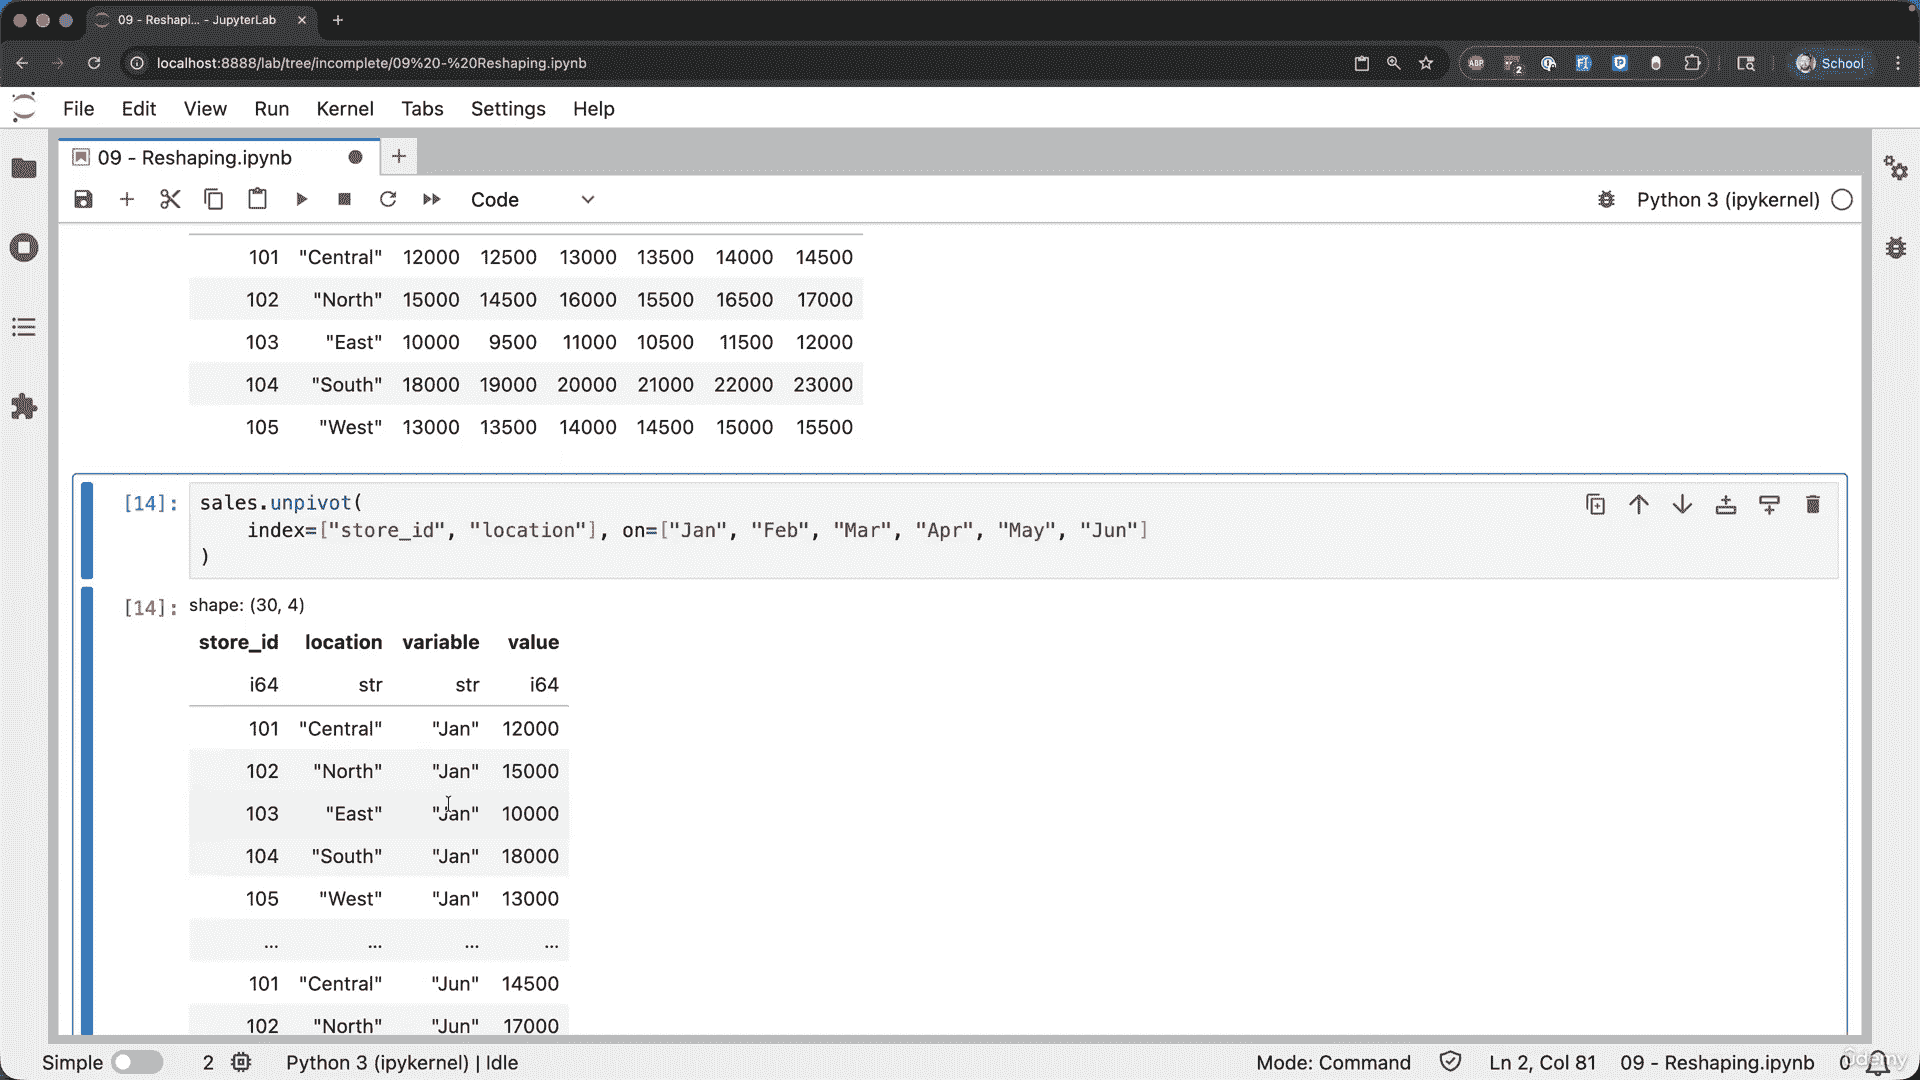 09 - Reshapi... - JupyterLab
localhost:8888/lab/tree/incomplete/09%20-%20Reshaping.ipynb
ABP
2
School
File Edit View Run Kernel Tabs Settings Help
09 - Reshaping.ipynb
Code
Python 3 (ipykernel)
101 "Central" 12000 12500 13000 13500 14000 14500
102 "North" 15000 14500 16000 15500 16500 17000
103 "East" 10000 9500 11000 10500 11500 12000
104 "South" 18000 19000 20000 21000 22000 23000
105 "West" 13000 13500 14000 14500 15000 15500
[14]: sales.unpivot(
index=["store_id", "location"], on=["Jan", "Feb", "Mar", "Apr", "May", "Jun"]
)
[14]: shape: (30, 4)
store_id location variable value
i64 str str i64
101 "Central" "Jan" 12000
102 "North" "Jan" 15000
103 "East" "Jan" 10000
104 "South" "Jan" 18000
105 "West" "Jan" 13000
... ... ... ...
101 "Central" "Jun" 14500
102 "North" "Jun" 17000
Simple 2 Python 3 (ipykernel) | Idle Mode: Command Ln 2, Col 81 09 - Reshaping.ipynb 0
udemy